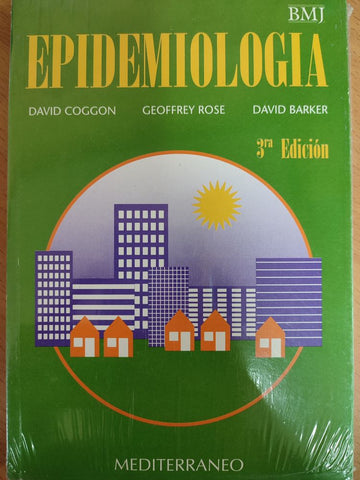 BMJ
EPIDEMIOLOGIA
DAVID COGGON GEOFFREY ROSE DAVID BARKER
3ra Edición
MEDITERRANEO